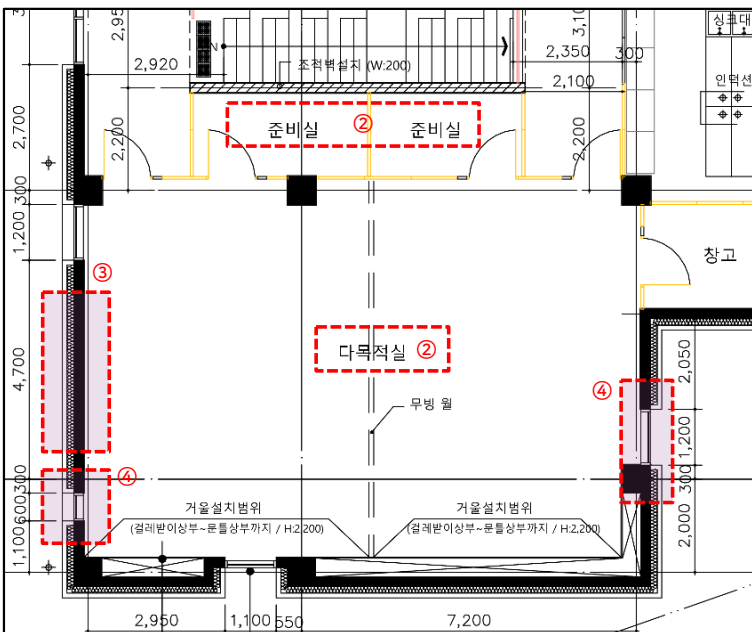 싱크대
2,350
300
2,920
조적벽설치 (W:200)
2,100
인덕션
2,700
2,200
준비실 ② 준비실
2,200
300
1,200
창고
③
4,700
다목적실 ②
2,050
④
무빙 월
1,200
④
300
300
600
거울설치범위
거울설치범위
(걸레받이상부~문틀상부까지 / H:2,200)
(걸레받이상부~문틀상부까지 / H:2,200)
2,000
1,100
2,950
1,100
550
7,200